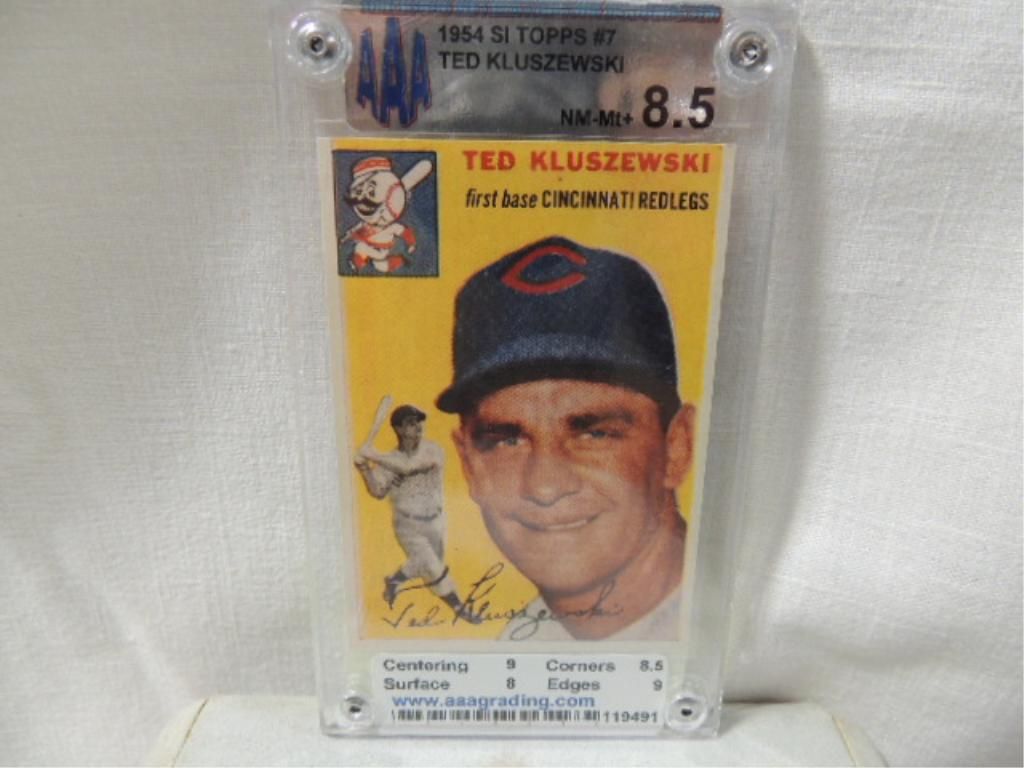 AAA
1954 SI TOPPS #7
TED KLUSZEWSKI
NM-Mt+ 8.5
TED KLUSZEWSKI
first base CINCINNATI REDLEGS
C
Ted Kluszewski
Centering 9 Corners 8.5
Surface 8 Edges 9
www.aaagrading.com
119491